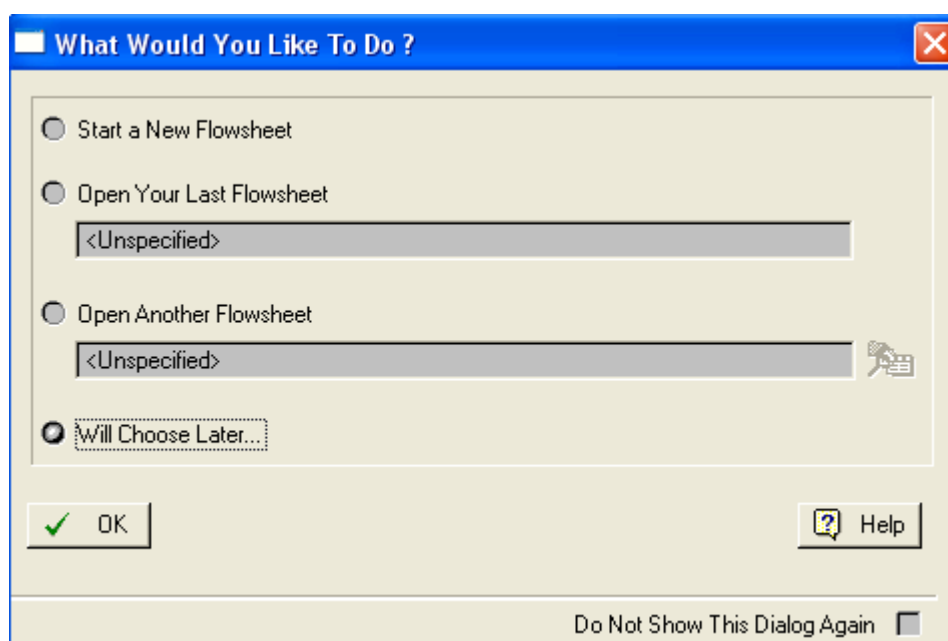 What Would You Like To Do ?
Start a New Flowsheet
Open Your Last Flowsheet
<Unspecified>
Open Another Flowsheet
<Unspecified>
Will Choose Later...
OK
Help
Do Not Show This Dialog Again